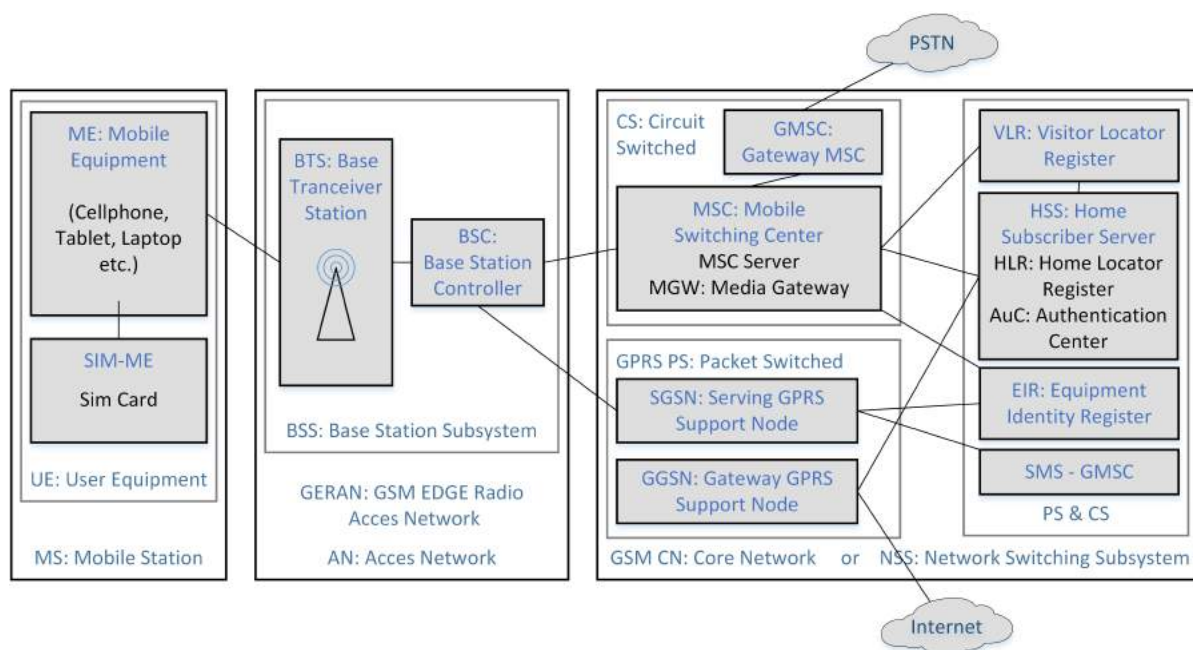 PSTN
ME: Mobile
Equipment
(Cellphone,
Tablet, Laptop
etc.)
SIM-ME
Sim Card
UE: User Equipment
MS: Mobile Station
BTS: Base
Tranceiver
Station
BSC:
Base Station
Controller
BSS: Base Station Subsystem
GERAN: GSM EDGE Radio
Acces Network
AN: Acces Network
CS: Circuit
Switched
GMSC:
Gateway MSC
MSC: Mobile
Switching Center
MSC Server
MGW: Media Gateway
GPRS PS: Packet Switched
SGSN: Serving GPRS
Support Node
GGSN: Gateway GPRS
Support Node
VLR: Visitor Locator
Register
HSS: Home
Subscriber Server
HLR: Home Locator
Register
AuC: Authentication
Center
EIR: Equipment
Identity Register
SMS - GMSC
PS & CS
GSM CN: Core Network or NSS: Network Switching Subsystem
Internet